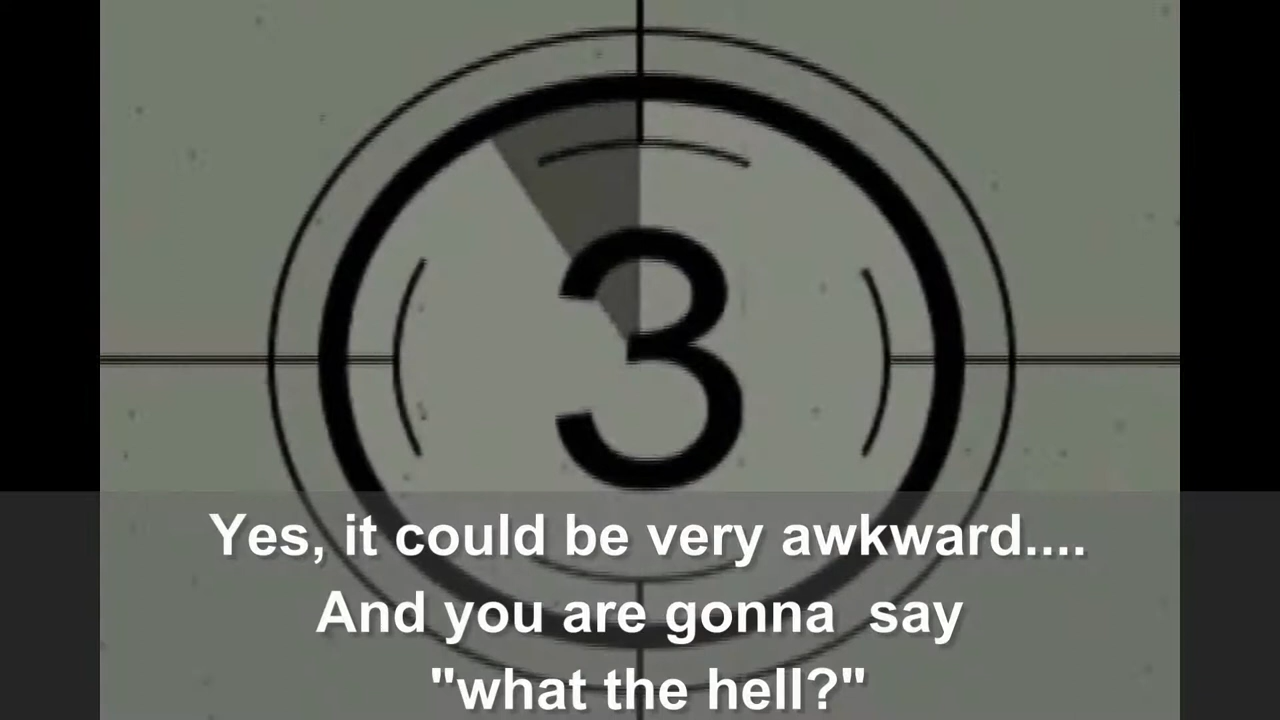 3
Yes, it could be very awkward....
And you are gonna  say
"what the hell?"